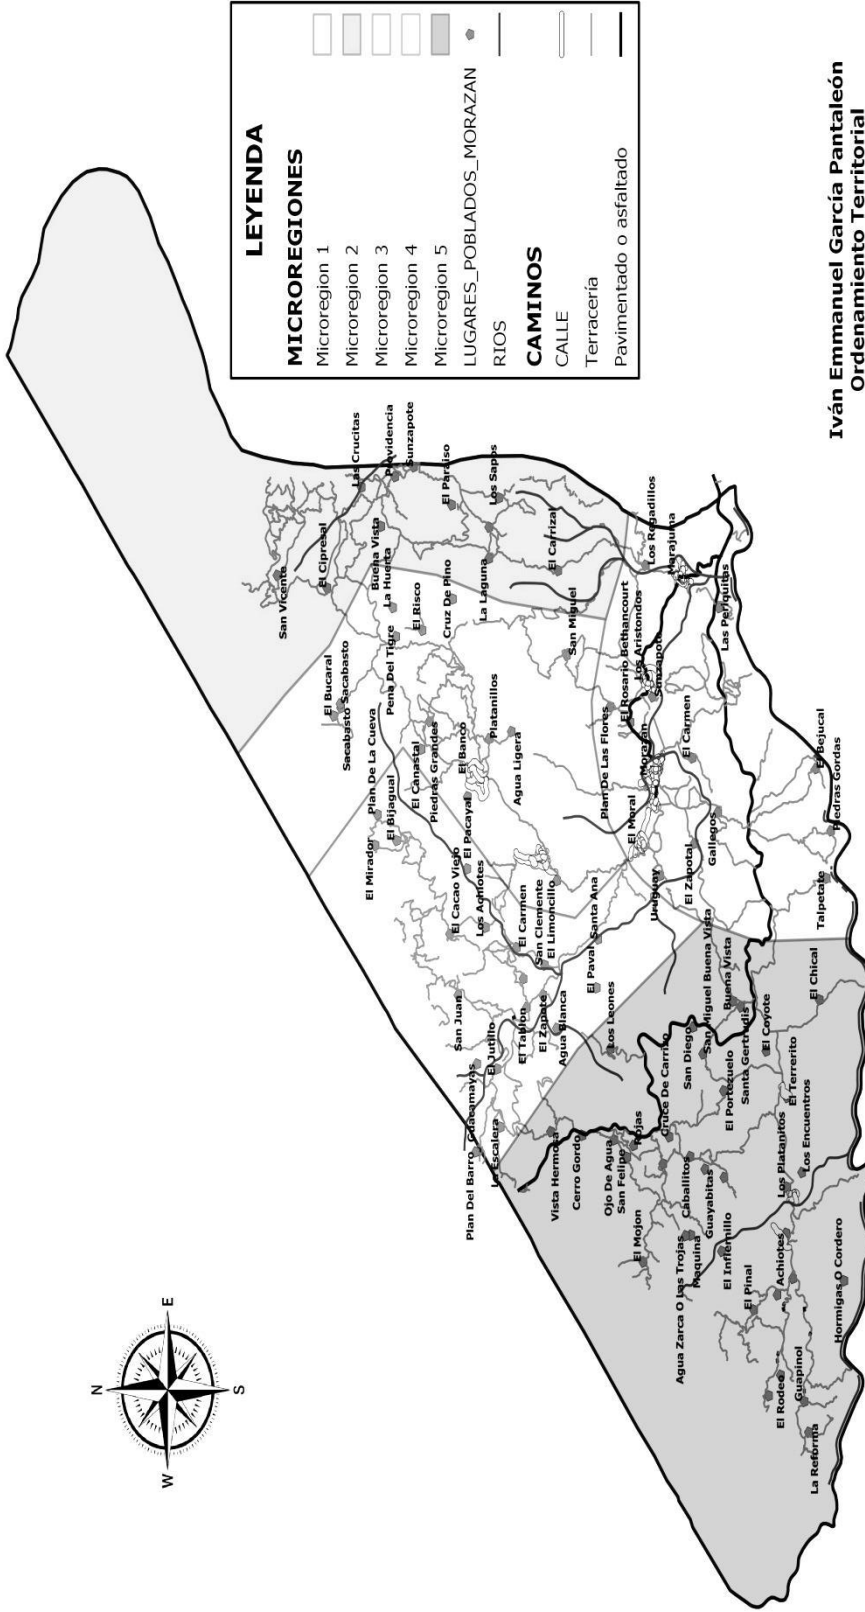 N
W
E
S
LEYENDA
MICROREGIONES
Microregion 1
Microregion 2
Microregion 3
Microregion 4
Microregion 5
LUGARES_POBLADOS_MORAZAN
RIOS
CAMINOS
CALLE
Terracería
Pavimentado o asfaltado
San Vicente
El Cipresal
Las Crucitas
Buena Vista
Providencia
Sunzapote
La Huerta
El Bucaral
Sacabasto Sacabasto
Pena Del Tigre
El Risco
El Paraiso
Cruz De Pino
Los Sapos
La Laguna
Plan De La Cueva
El Bijagual
El Mirador
El Canastal
Piedras Grandes
El Banco
Platanillos
El Pacayal
Agua Ligera
El Carrizal
San Miguel
El Cacao Viejo
Los Achiotes
El Carmen
San Clemente
El Limoncillo
San Juan
El Jutillo
El Tablon
El Zapote
Agua Blanca
Guacamayas
Plan Del Barro
La Escalera
Santa Ana
El Paval
Los Leones
Plan De Las Flores
El Rosario Bethancourt
Los Aristondos
Sunzapote
Los Regadillos
Marajuma
Morazan
El Moral
Uruguay
El Carmen
Las Periquitas
El Zapotal
Gallegos
El Bejucal
Piedras Gordas
Talpetate
Vista Hermosa
Cerro Gordo
Ojo De Agua
San Felipe
Rojas
Cruce De Carrizo
San Diego
San Miguel Buena Vista
Buena Vista
Santa Gertrudis
El Portezuelo
El Coyote
El Chical
El Terrerito
El Mojon
Caballitos
Guayabitas
Agua Zarca O Las Trojas
Maquina
El Infiernillo
Los Platanitos
Los Encuentros
El Pinal
Achiotes
El Rodeo
Guapinol
La Reforma
Hormigas O Cordero
Iván Emmanuel García Pantaleón
Ordenamiento Territorial